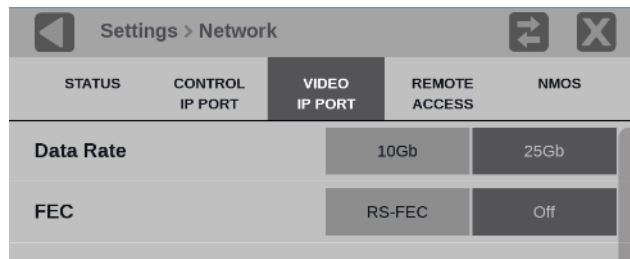 Settings > Network
STATUS CONTROL IP PORT VIDEO IP PORT REMOTE ACCESS NMOS
Data Rate 10Gb 25Gb
FEC RS-FEC Off